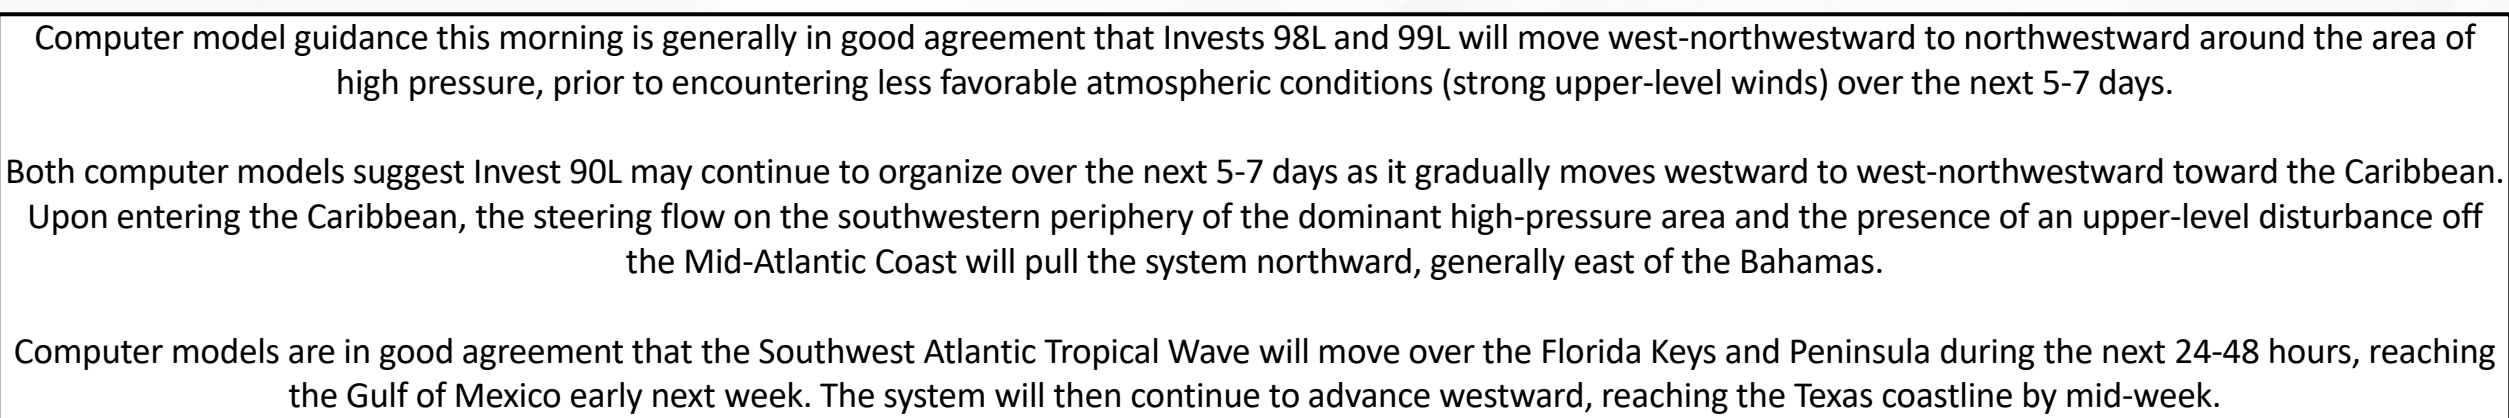 Computer model guidance this morning is generally in good agreement that Invests 98L and 99L will move west-northwestward to northwestward around the area of
high pressure, prior to encountering less favorable atmospheric conditions (strong upper-level winds) over the next 5-7 days.
Both computer models suggest Invest 90L may continue to organize over the next 5-7 days as it gradually moves westward to west-northwestward toward the Caribbean.
Upon entering the Caribbean, the steering flow on the southwestern periphery of the dominant high-pressure area and the presence of an upper-level disturbance off
the Mid-Atlantic Coast will pull the system northward, generally east of the Bahamas.
Computer models are in good agreement that the Southwest Atlantic Tropical Wave will move over the Florida Keys and Peninsula during the next 24-48 hours, reaching
the Gulf of Mexico early next week. The system will then continue to advance westward, reaching the Texas coastline by mid-week.